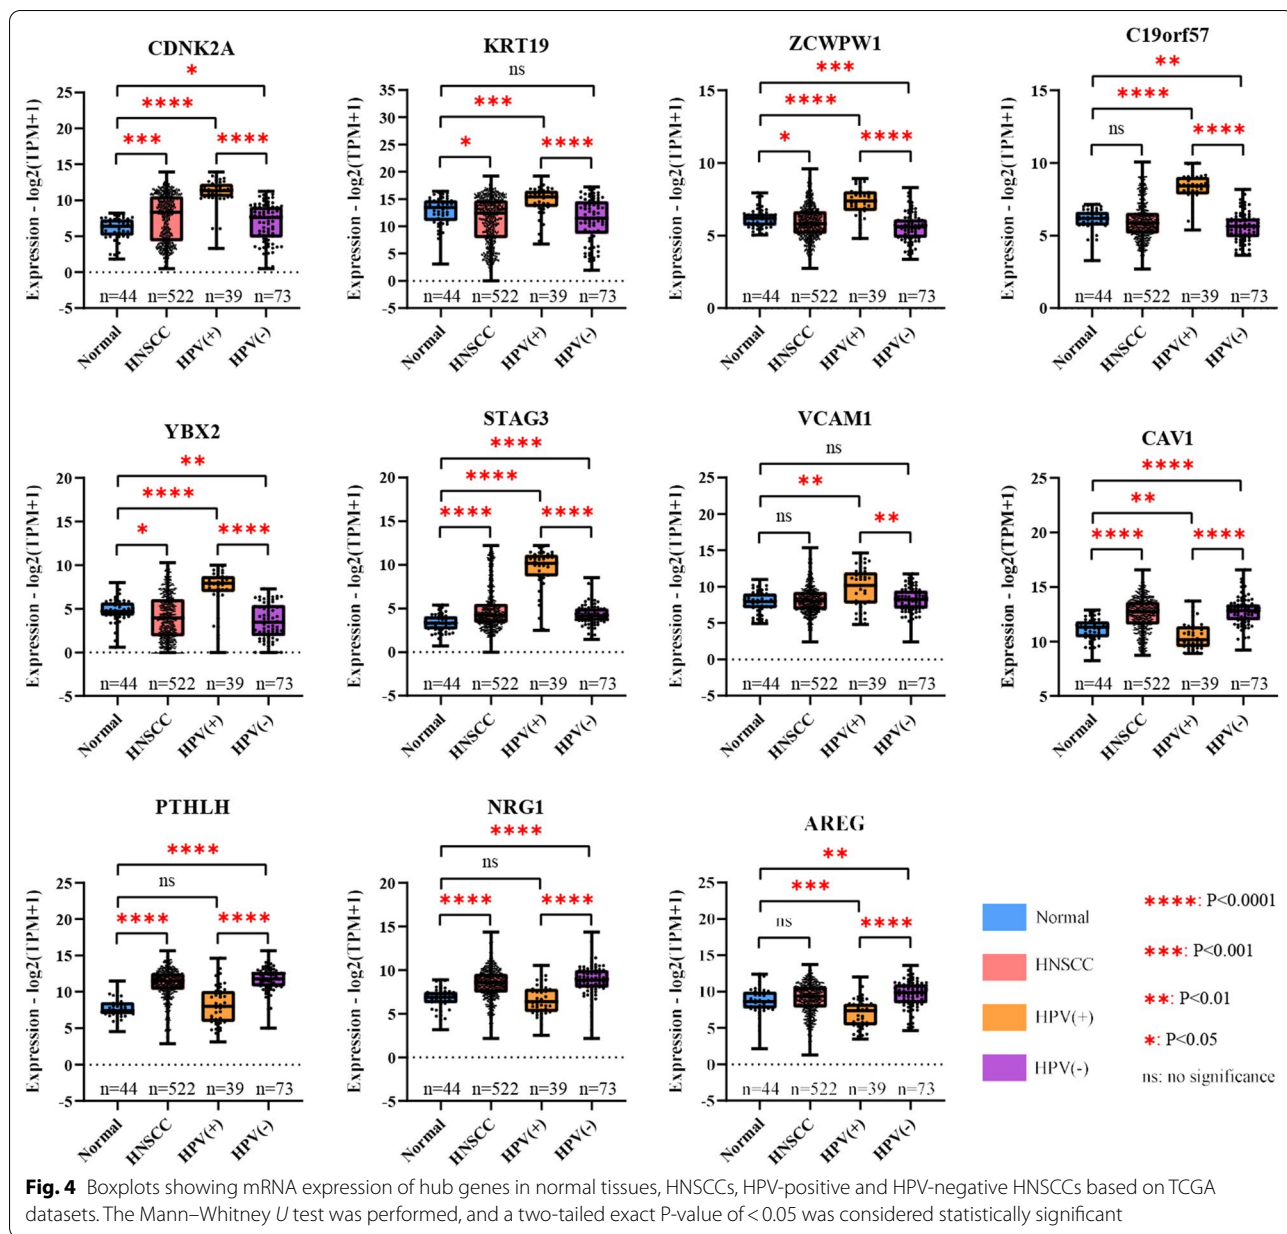 CDNK2A
*
****
***
****
Expression - log2(TPM+1)
25
20
15
10
5
0
-5
n=44 n=522 n=39 n=73
Normal
HNSCC
HPV(+)
HPV(-)
KRT19
ns
***
*
****
Expression - log2(TPM+1)
35
30
25
20
15
10
5
0
-5
n=44 n=522 n=39 n=73
Normal
HNSCC
HPV(+)
HPV(-)
ZCWPW1
***
****
*
****
Expression - log2(TPM+1)
15
10
5
0
n=44 n=522 n=39 n=73
Normal
HNSCC
HPV(+)
HPV(-)
C19orf57
**
****
ns
****
Expression - log2(TPM+1)
15
10
5
0
n=44 n=522 n=39 n=73
Normal
HNSCC
HPV(+)
HPV(-)
YBX2
**
****
*
****
Expression - log2(TPM+1)
20
15
10
5
0
-5
n=44 n=522 n=39 n=73
Normal
HNSCC
HPV(+)
HPV(-)
STAG3
****
****
****
****
Expression - log2(TPM+1)
20
15
10
5
0
-5
n=44 n=522 n=39 n=73
Normal
HNSCC
HPV(+)
HPV(-)
VCAM1
ns
**
ns
**
Expression - log2(TPM+1)
25
20
15
10
5
0
-5
n=44 n=522 n=39 n=73
Normal
HNSCC
HPV(+)
HPV(-)
CAV1
****
**
****
****
Expression - log2(TPM+1)
25
20
15
10
5
n=44 n=522 n=39 n=73
Normal
HNSCC
HPV(+)
HPV(-)
PTHLH
****
ns
****
****
Expression - log2(TPM+1)
25
20
15
10
5
0
-5
n=44 n=522 n=39 n=73
Normal
HNSCC
HPV(+)
HPV(-)
NRG1
****
ns
****
****
Expression - log2(TPM+1)
20
15
10
5
0
-5
n=44 n=522 n=39 n=73
Normal
HNSCC
HPV(+)
HPV(-)
AREG
**
***
ns
****
Expression - log2(TPM+1)
25
20
15
10
5
0
-5
n=44 n=522 n=39 n=73
Normal
HNSCC
HPV(+)
HPV(-)
Normal
HNSCC
HPV(+)
HPV(-)
****: P<0.0001
***: P<0.001
**: P<0.01
*: P<0.05
ns: no significance
Fig. 4 Boxplots showing mRNA expression of hub genes in normal tissues, HNSCCs, HPV-positive and HPV-negative HNSCCs based on TCGA
datasets. The Mann–Whitney U test was performed, and a two-tailed exact P-value of < 0.05 was considered statistically significant